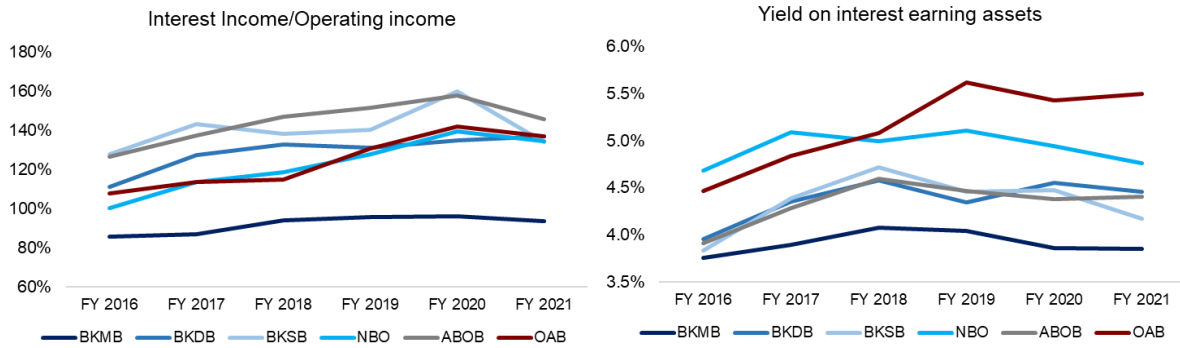 Interest Income/Operating income
180%
160%
140%
120%
100%
80%
60%
FY 2016 FY 2017 FY 2018 FY 2019 FY 2020 FY 2021
BKMB BKDB BKSB NBO ABOB OAB
Yield on interest earning assets
6.0%
5.5%
5.0%
4.5%
4.0%
3.5%
FY 2016 FY 2017 FY 2018 FY 2019 FY 2020 FY 2021
BKMB BKDB BKSB NBO ABOB OAB